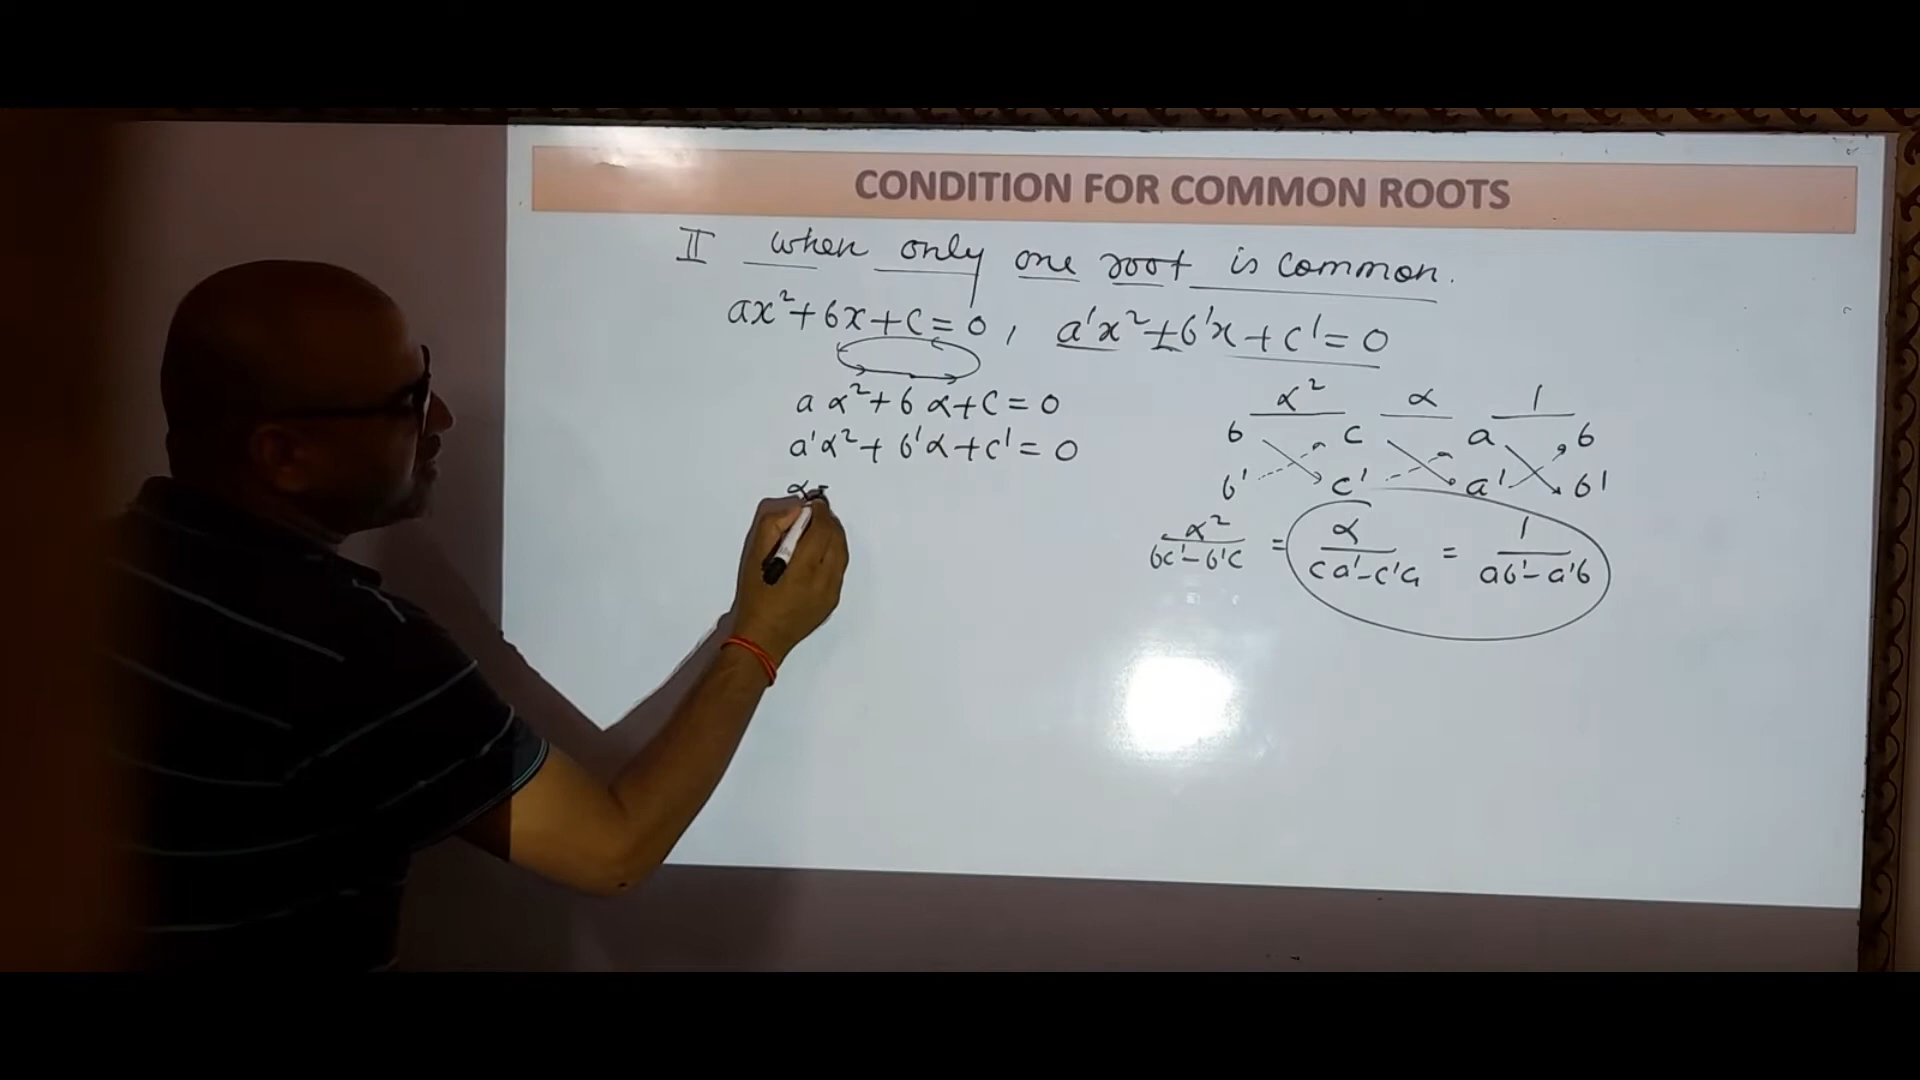 CONDITION FOR COMMON ROOTS
II when only one root is common.
ax²+bx+c=0, a'x²+b'x+c'=0
aα²+bα+c=0
a'α²+b'α+c'=0
α=
α² α 1
b c a b
b' c' a' b'
α²/(bc'-b'c) = α/(ca'-c'a) = 1/(ab'-a'b)